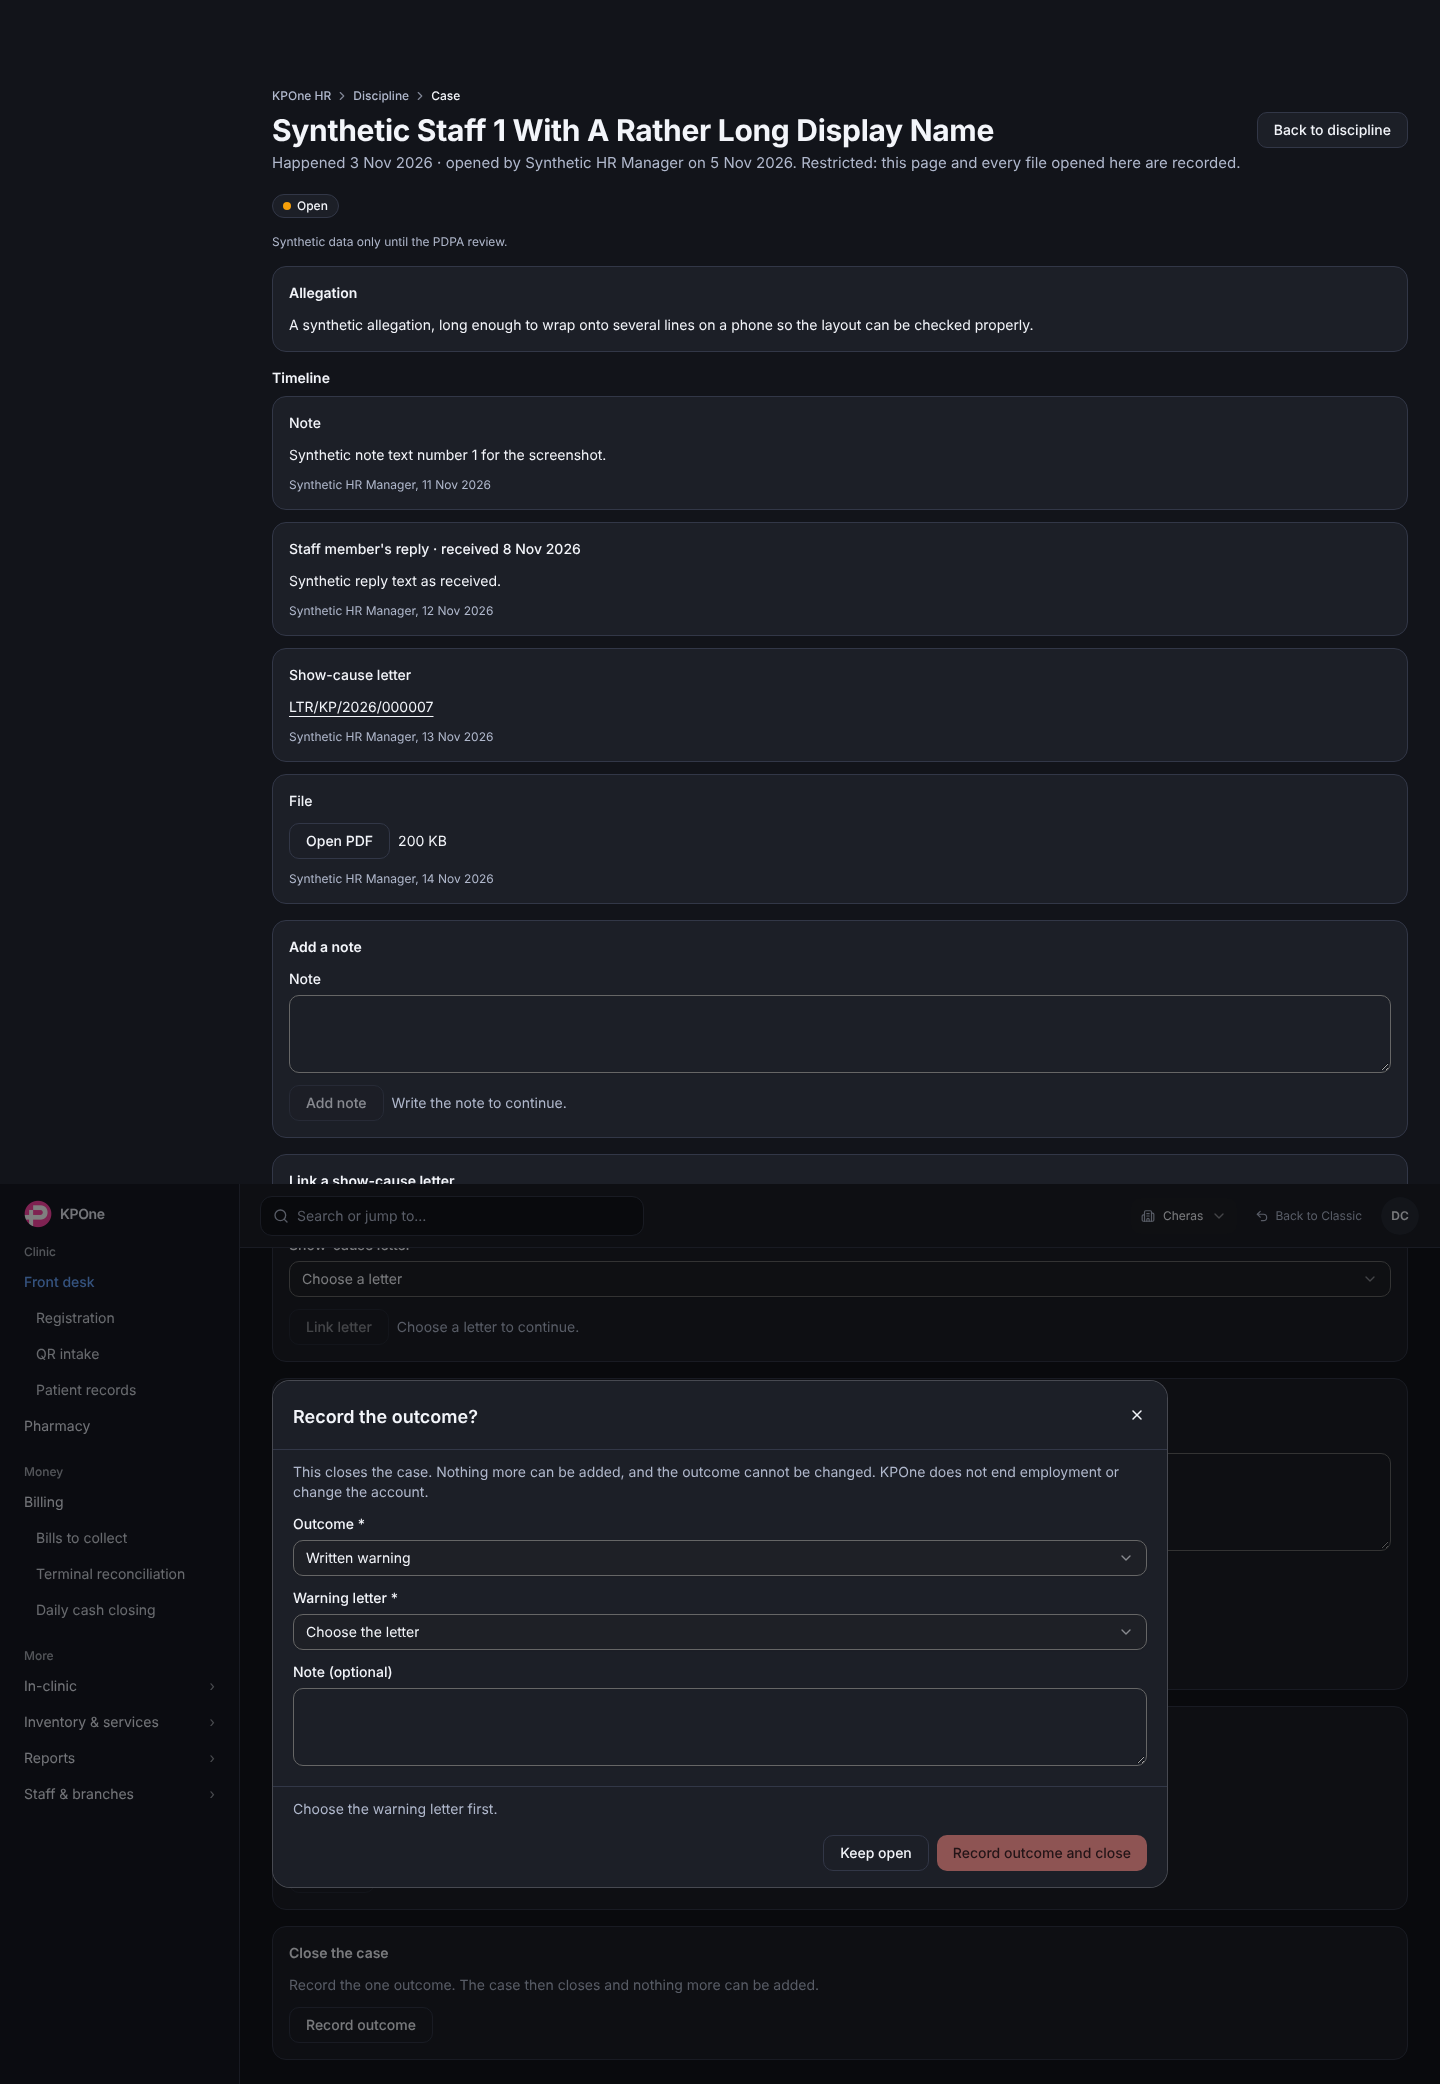 KPOne HR > Discipline > Case
Synthetic Staff 1 With A Rather Long Display Name
Back to discipline
Happened 3 Nov 2026 · opened by Synthetic HR Manager on 5 Nov 2026. Restricted: this page and every file opened here are recorded.
Open
Synthetic data only until the PDPA review.
Allegation
A synthetic allegation, long enough to wrap onto several lines on a phone so the layout can be checked properly.
Timeline
Note
Synthetic note text number 1 for the screenshot.
Synthetic HR Manager, 11 Nov 2026
Staff member's reply · received 8 Nov 2026
Synthetic reply text as received.
Synthetic HR Manager, 12 Nov 2026
Show-cause letter
LTR/KP/2026/000007
Synthetic HR Manager, 13 Nov 2026
File
Open PDF 200 KB
Synthetic HR Manager, 14 Nov 2026
Add a note
Note
Add note Write the note to continue.
Link a show-cause letter
KPOne
Search or jump to...
Cheras
Back to Classic
DC
Clinic
Front desk
Registration
QR intake
Patient records
Pharmacy
Money
Billing
Bills to collect
Terminal reconciliation
Daily cash closing
More
In-clinic
Inventory & services
Reports
Staff & branches
Show-cause letter
Choose a letter
Link letter Choose a letter to continue.
Record the outcome?
This closes the case. Nothing more can be added, and the outcome cannot be changed. KPOne does not end employment or
change the account.
Outcome *
Written warning
Warning letter *
Choose the letter
Note (optional)
Choose the warning letter first.
Keep open
Record outcome and close
Close the case
Record the one outcome. The case then closes and nothing more can be added.
Record outcome